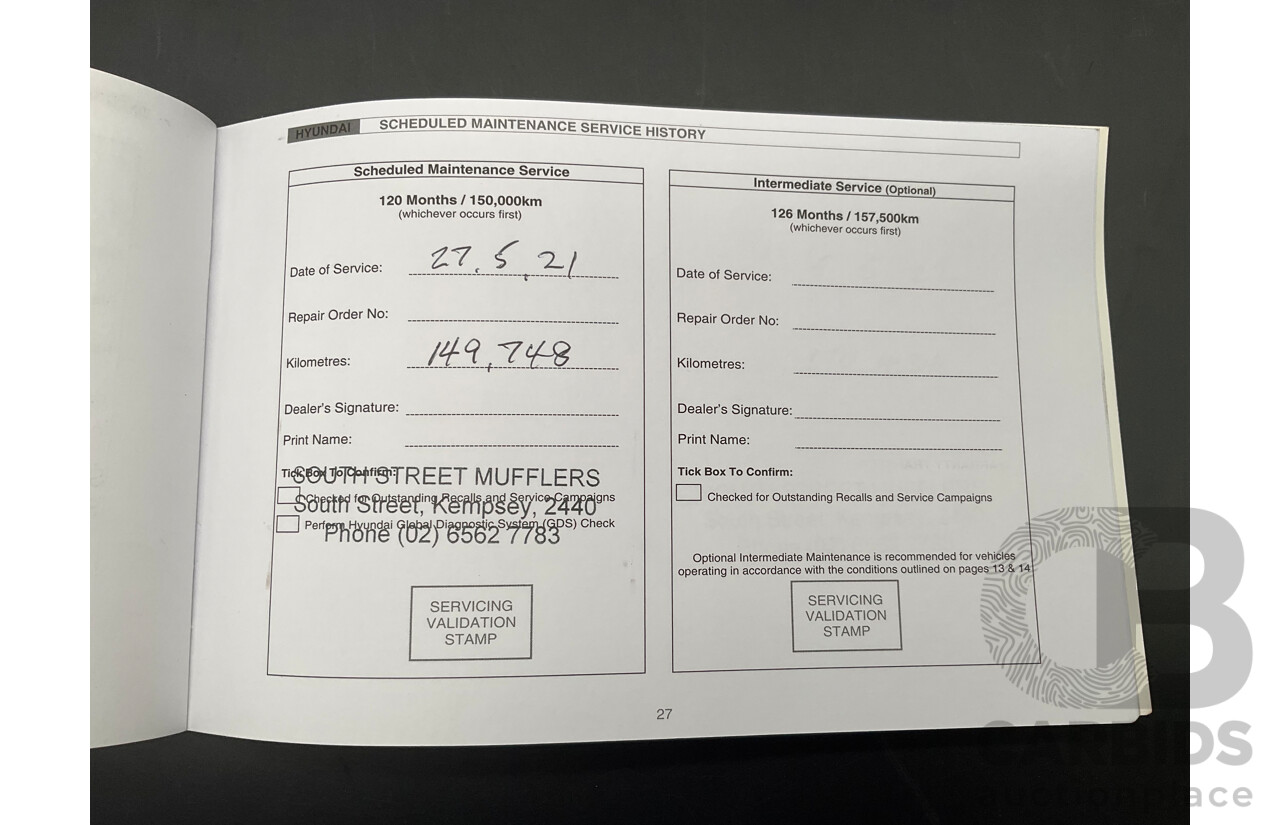 HYUNDAI SCHEDULED MAINTENANCE SERVICE HISTORY
Scheduled Maintenance Service
120 Months / 150,000km
(whichever occurs first)
Date of Service: 27.5.21
Repair Order No:
Kilometres: 149,748
Dealer's Signature:
Print Name:
Tick Box To Confirm:
SOUTH STREET MUFFLERS
Checked for Outstanding Recalls and Service Campaigns
South Street, Kempsey, 2440
Perform Hyundai Global Diagnostic System (GDS) Check
Phone (02) 6562 7783
SERVICING
VALIDATION
STAMP
Intermediate Service (Optional)
126 Months / 157,500km
(whichever occurs first)
Date of Service:
Repair Order No:
Kilometres:
Dealer's Signature:
Print Name:
Tick Box To Confirm:
Checked for Outstanding Recalls and Service Campaigns
Optional Intermediate Maintenance is recommended for vehicles
operating in accordance with the conditions outlined on pages 13 & 14
SERVICING
VALIDATION
STAMP
27
CB
CARBIDS
auctionplace